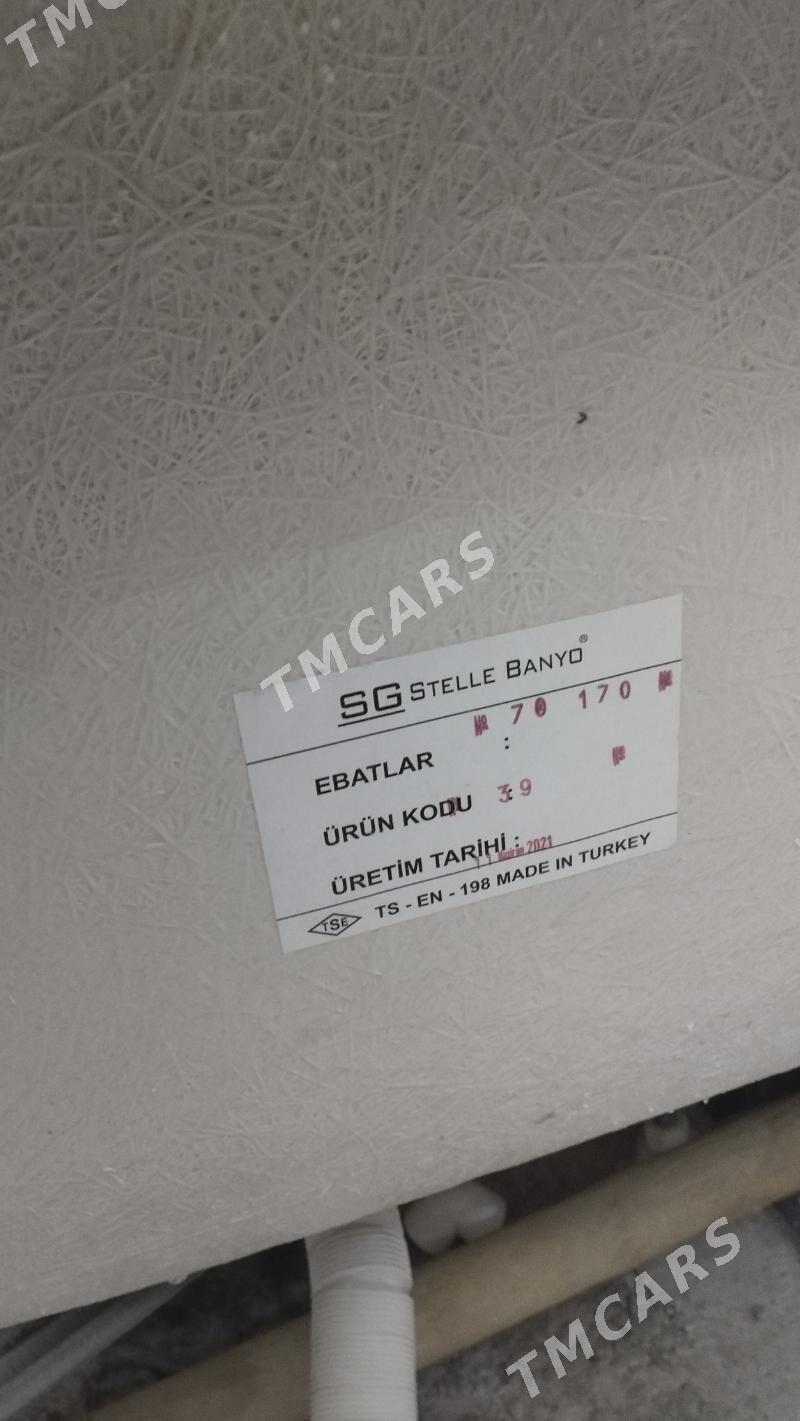 TMCARS
SG STELLE BANYO®
EBATLAR : 70 170
ÜRÜN KODU : 39
ÜRETİM TARİHİ : 11 2021
TSE TS - EN - 198 MADE IN TURKEY
TMCARS